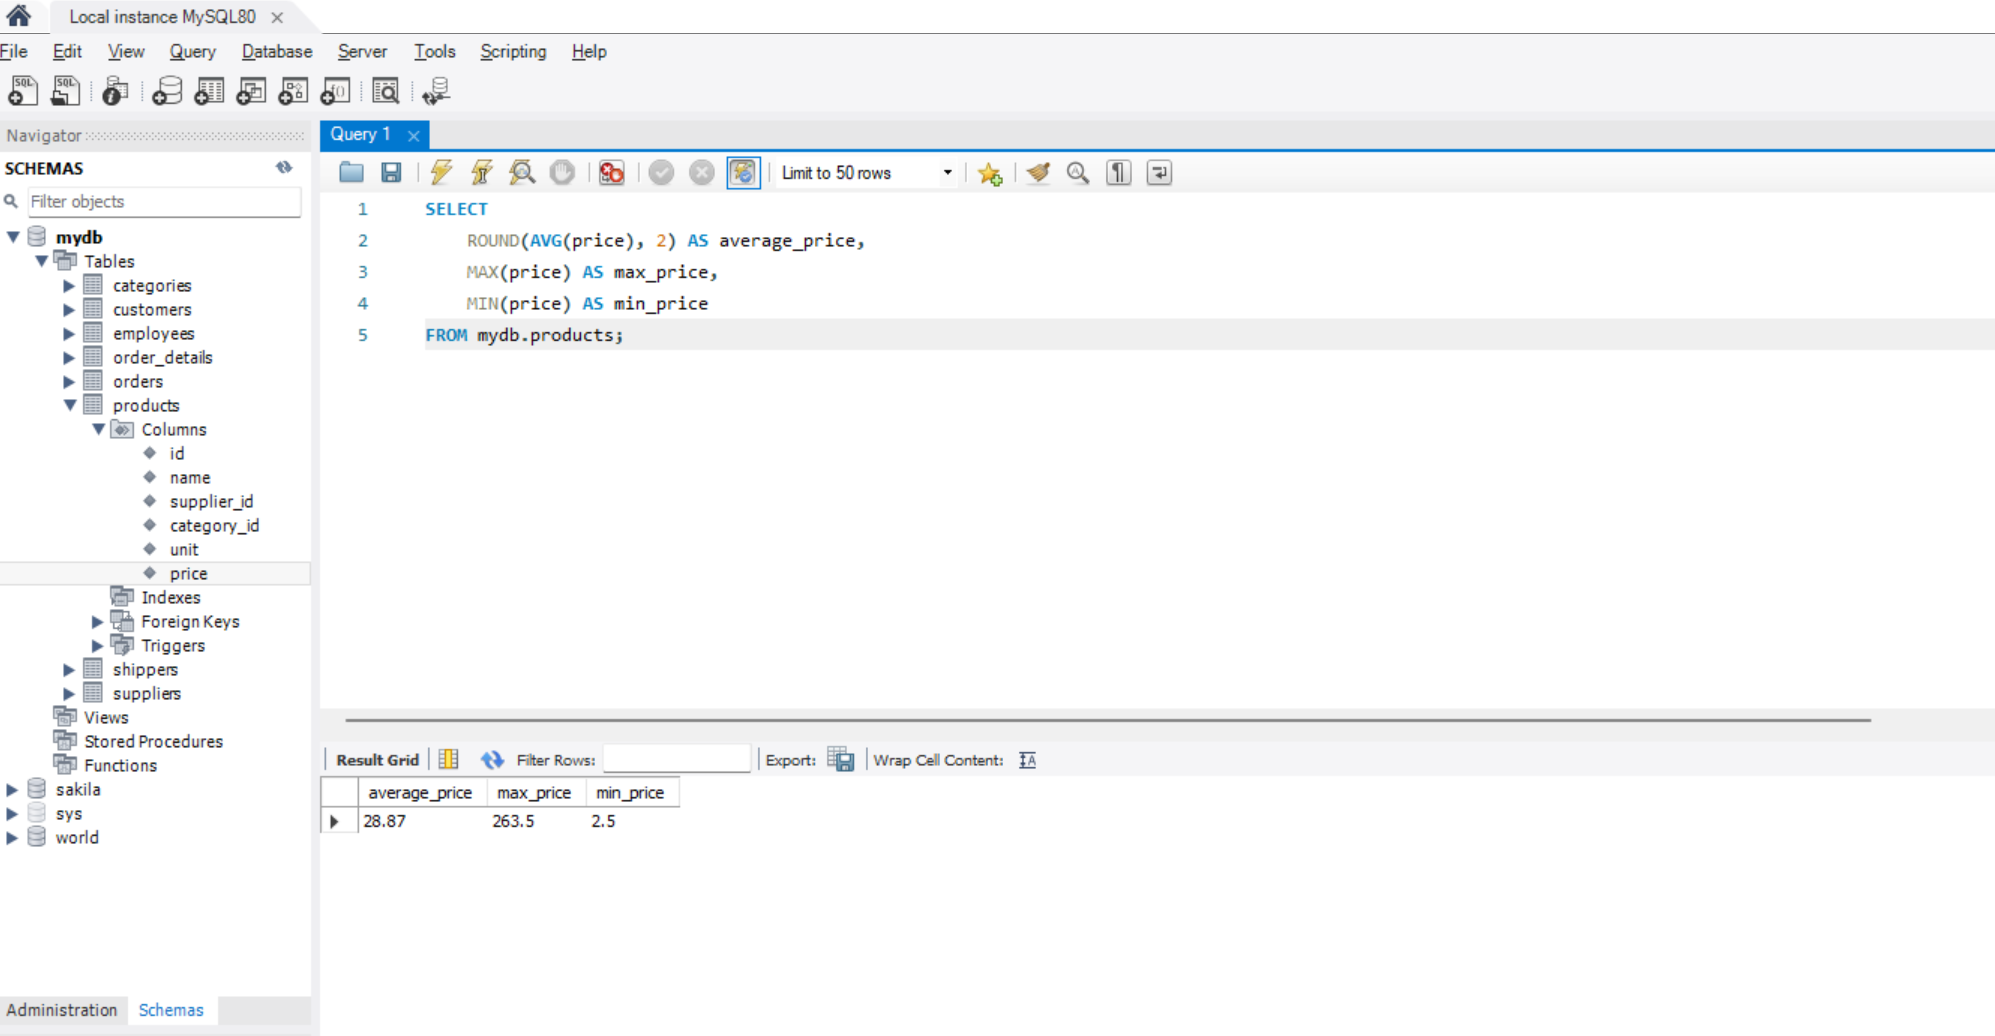 Local instance MySQL80
File Edit View Query Database Server Tools Scripting Help
Navigator
SCHEMAS
Filter objects
mydb
Tables
categories
customers
employees
order_details
orders
products
Columns
id
name
supplier_id
category_id
unit
price
Indexes
Foreign Keys
Triggers
shippers
suppliers
Views
Stored Procedures
Functions
sakila
sys
world
Administration Schemas
Query 1
Limit to 50 rows
1 SELECT
2 ROUND(AVG(price), 2) AS average_price,
3 MAX(price) AS max_price,
4 MIN(price) AS min_price
5 FROM mydb.products;
Result Grid Filter Rows: Export: Wrap Cell Content:
average_price max_price min_price
28.87 263.5 2.5